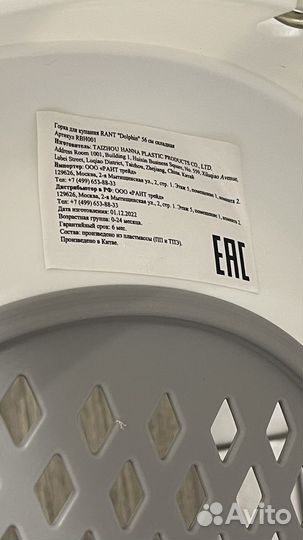 Горка для купания RANT "Dolphin" 56 см складная
Артикул RBH001
Изготовитель: TAIZHOU HANNA PLASTIC PRODUCTS CO., LTD.
Address Room 1001, Building 1, Huaxin Business Square, No. 599, Xihuajiao Avenue,
Lubei Street, Luqiao District, Taizhou, Zhejiang, China, Китай
Импортер: ООО «РАНТ трейд»
129626, Москва, 2-я Мытищинская ул., 2, стр. 1. Этаж 5, помещение 1, комната 2.
Тел: +7 (499) 653-88-33
Дистрибьютор в РФ: ООО "РАНТ трейд"
129626, Москва, 2-я Мытищинская ул., 2, стр. 1. Этаж 5, помещение 1, комната 2.
Тел: +7 (499) 653-88-33
Дата изготовления: 01.12.2022
Возрастная группа: 0-24 месяца.
Гарантийный срок: 6 мес.
Состав: произведено из пластмассы (ПП и ТПЭ).
Произведено в Китае.
EAC
Avito